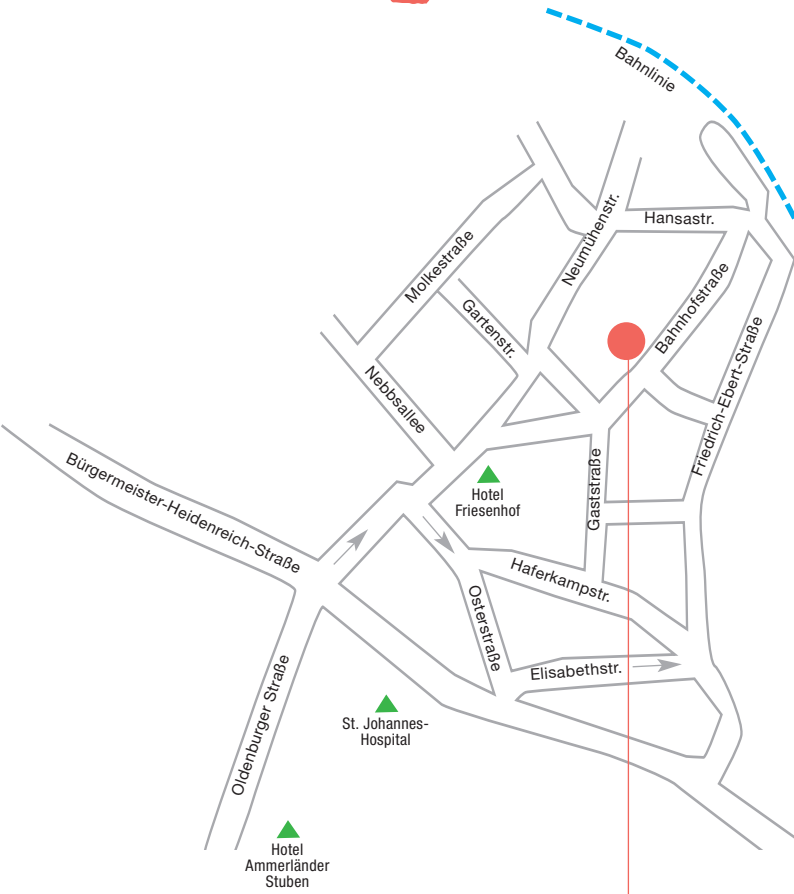 Bahnlinie
Hansastr.
Neumühenstr.
Molkestraße
Gartenstr.
Bahnhofstraße
Friedrich-Ebert-Straße
Nebbsallee
Bürgermeister-Heidenreich-Straße
Hotel
Friesenhof
Gaststraße
Haferkampstr.
Osterstraße
Elisabethstr.
Oldenburger Straße
St. Johannes-
Hospital
Hotel
Ammerländer
Stuben